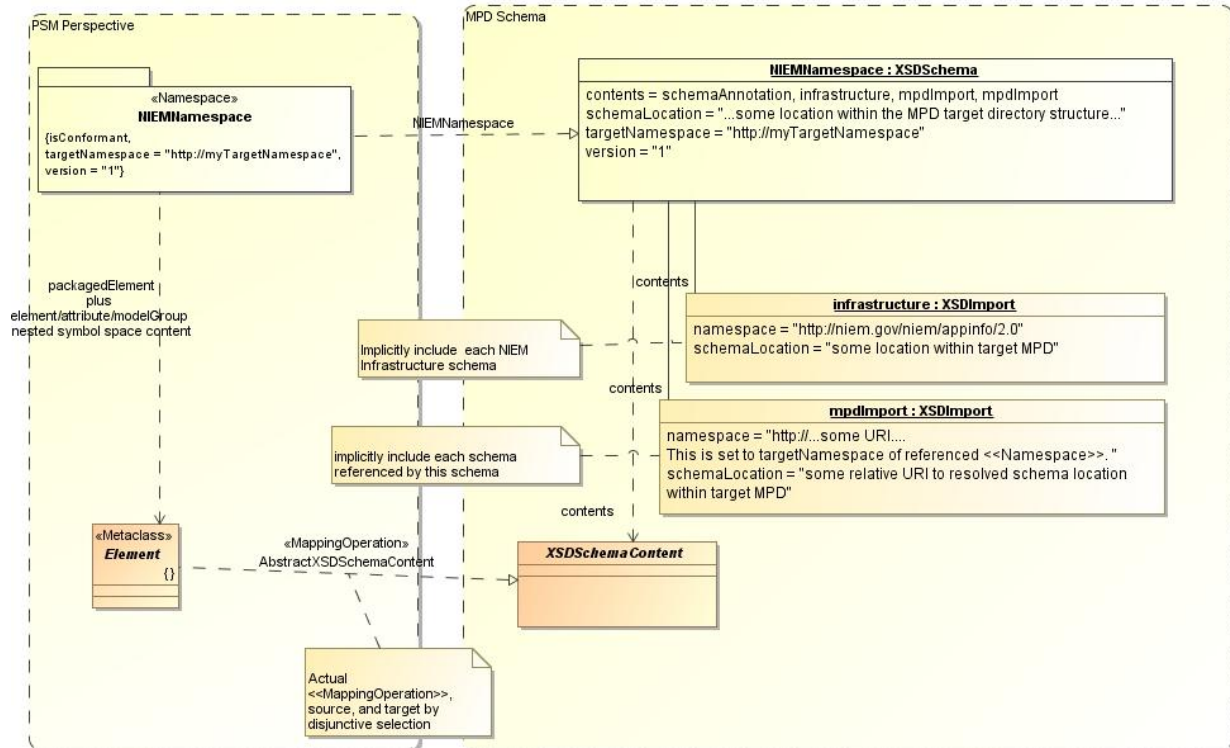 PSM Perspective
MPD Schema
«Namespace»
NIEMNamespace
{isConformant,
targetNamespace = "http://myTargetNamespace",
version = "1"}
NIEMNamespace
NIEMNamespace : XSDSchema
contents = schemaAnnotation, infrastructure, mpdImport, mpdImport
schemaLocation = "...some location within the MPD target directory structure..."
targetNamespace = "http://myTargetNamespace"
version = "1"
packagedElement
plus
element/attribute/modelGroup
nested symbol space content
contents
infrastructure : XSDImport
namespace = "http://niem.gov/niem/appinfo/2.0"
schemaLocation = "some location within target MPD"
Implicitly include each NIEM
Infrastructure schema
contents
mpdImport : XSDImport
namespace = "http://...some URI....
This is set to targetNamespace of referenced <<Namespace>>. "
schemaLocation = "some relative URI to resolved schema location
within target MPD"
implicitly include each schema
referenced by this schema
contents
«Metaclass»
Element
{}
«MappingOperation»
AbstractXSDSchemaContent
XSDSchemaContent
Actual
<<MappingOperation>>,
source, and target by
disjunctive selection